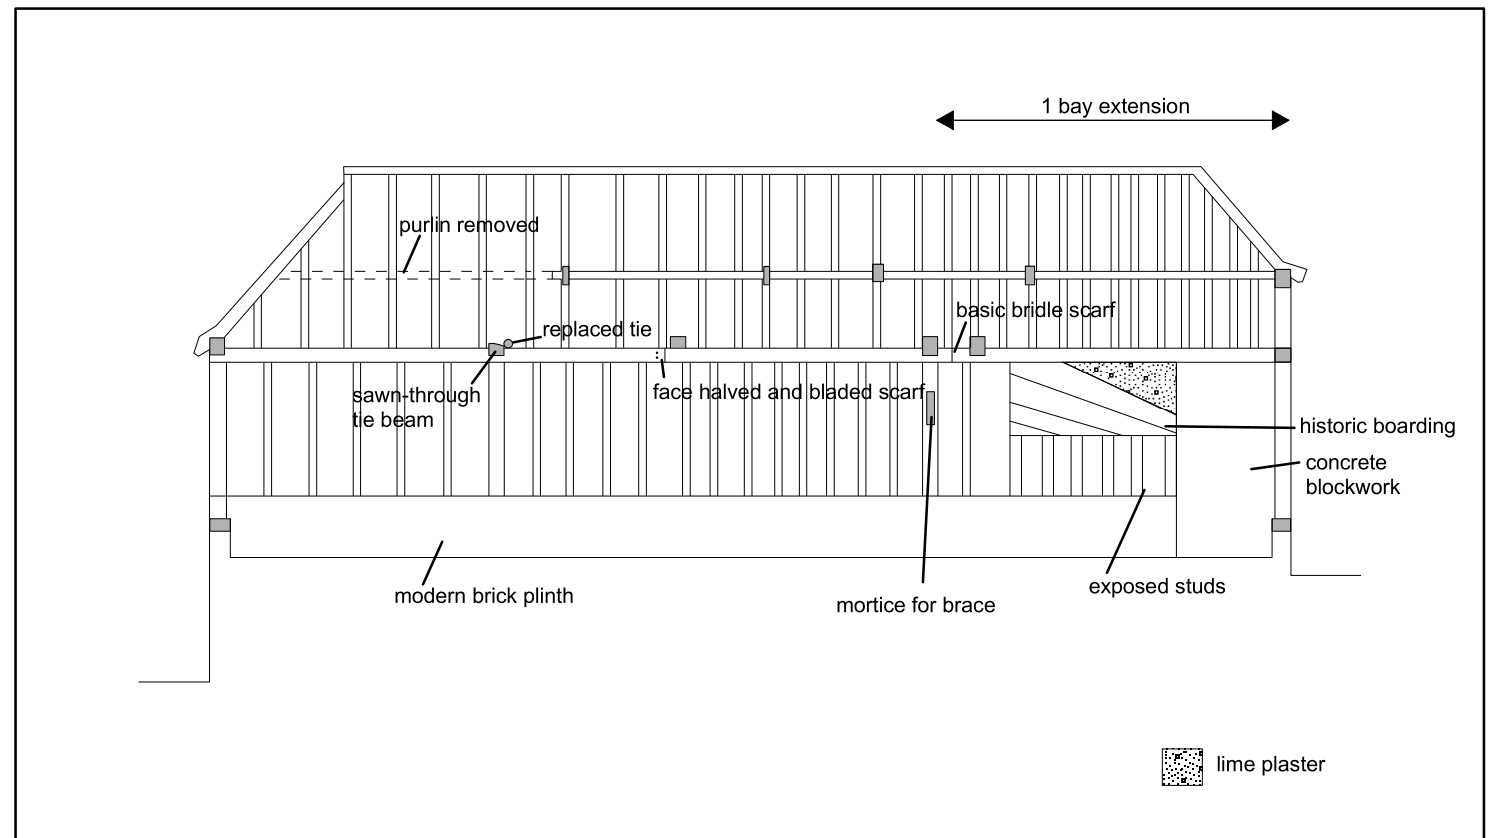 1 bay extension
purlin removed
basic bridle scarf
replaced tie
sawn-through
tie beam
face halved and bladed scarf
historic boarding
concrete
blockwork
exposed studs
modern brick plinth
mortice for brace
lime plaster